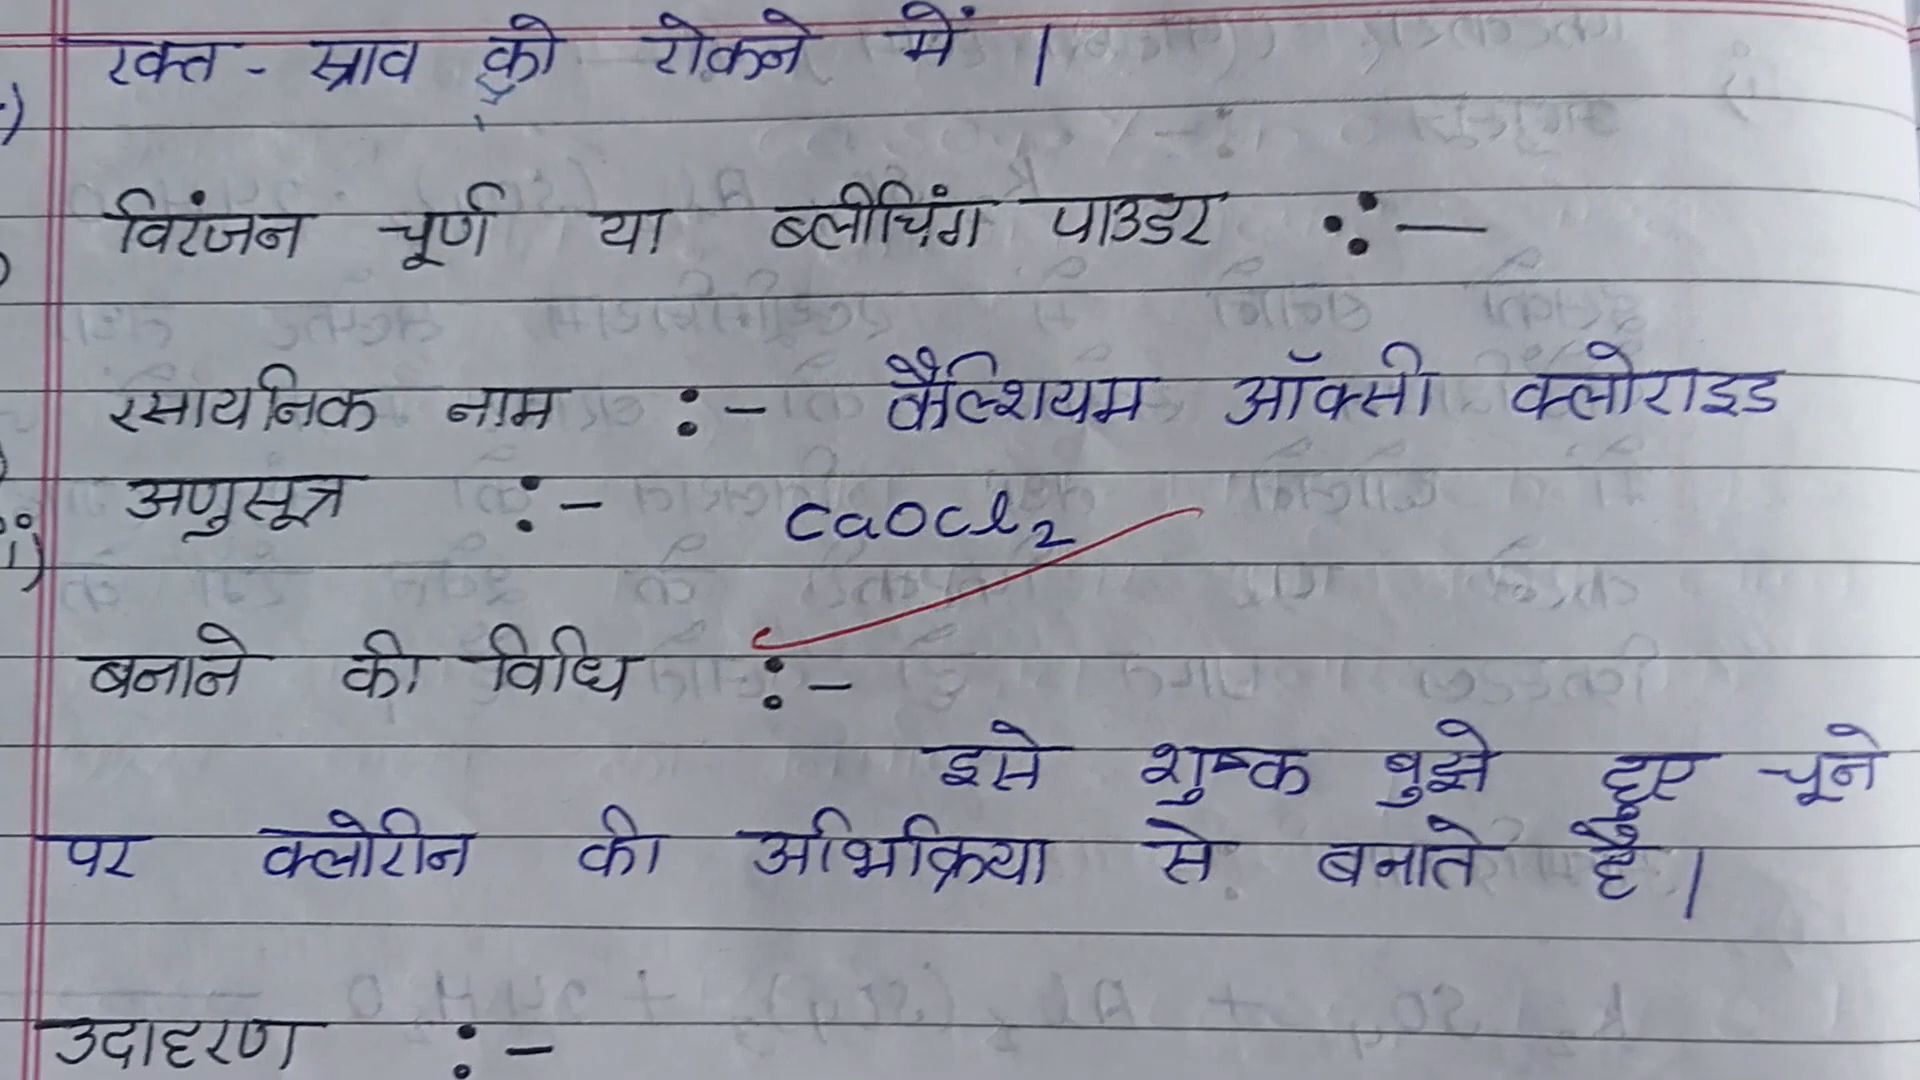 रक्त - स्राव को रोकने में ।
विरंजन चूर्ण या ब्लीचिंग पाउडर :-
रसायनिक नाम :- कैल्शियम ऑक्सी क्लोराइड
अणुसूत्र :- CaOCl₂
बनाने की विधि :-
इसे शुष्क बुझे हुए चूने
पर क्लोरीन की अभिक्रिया से बनाते है।
उदाहरण :-